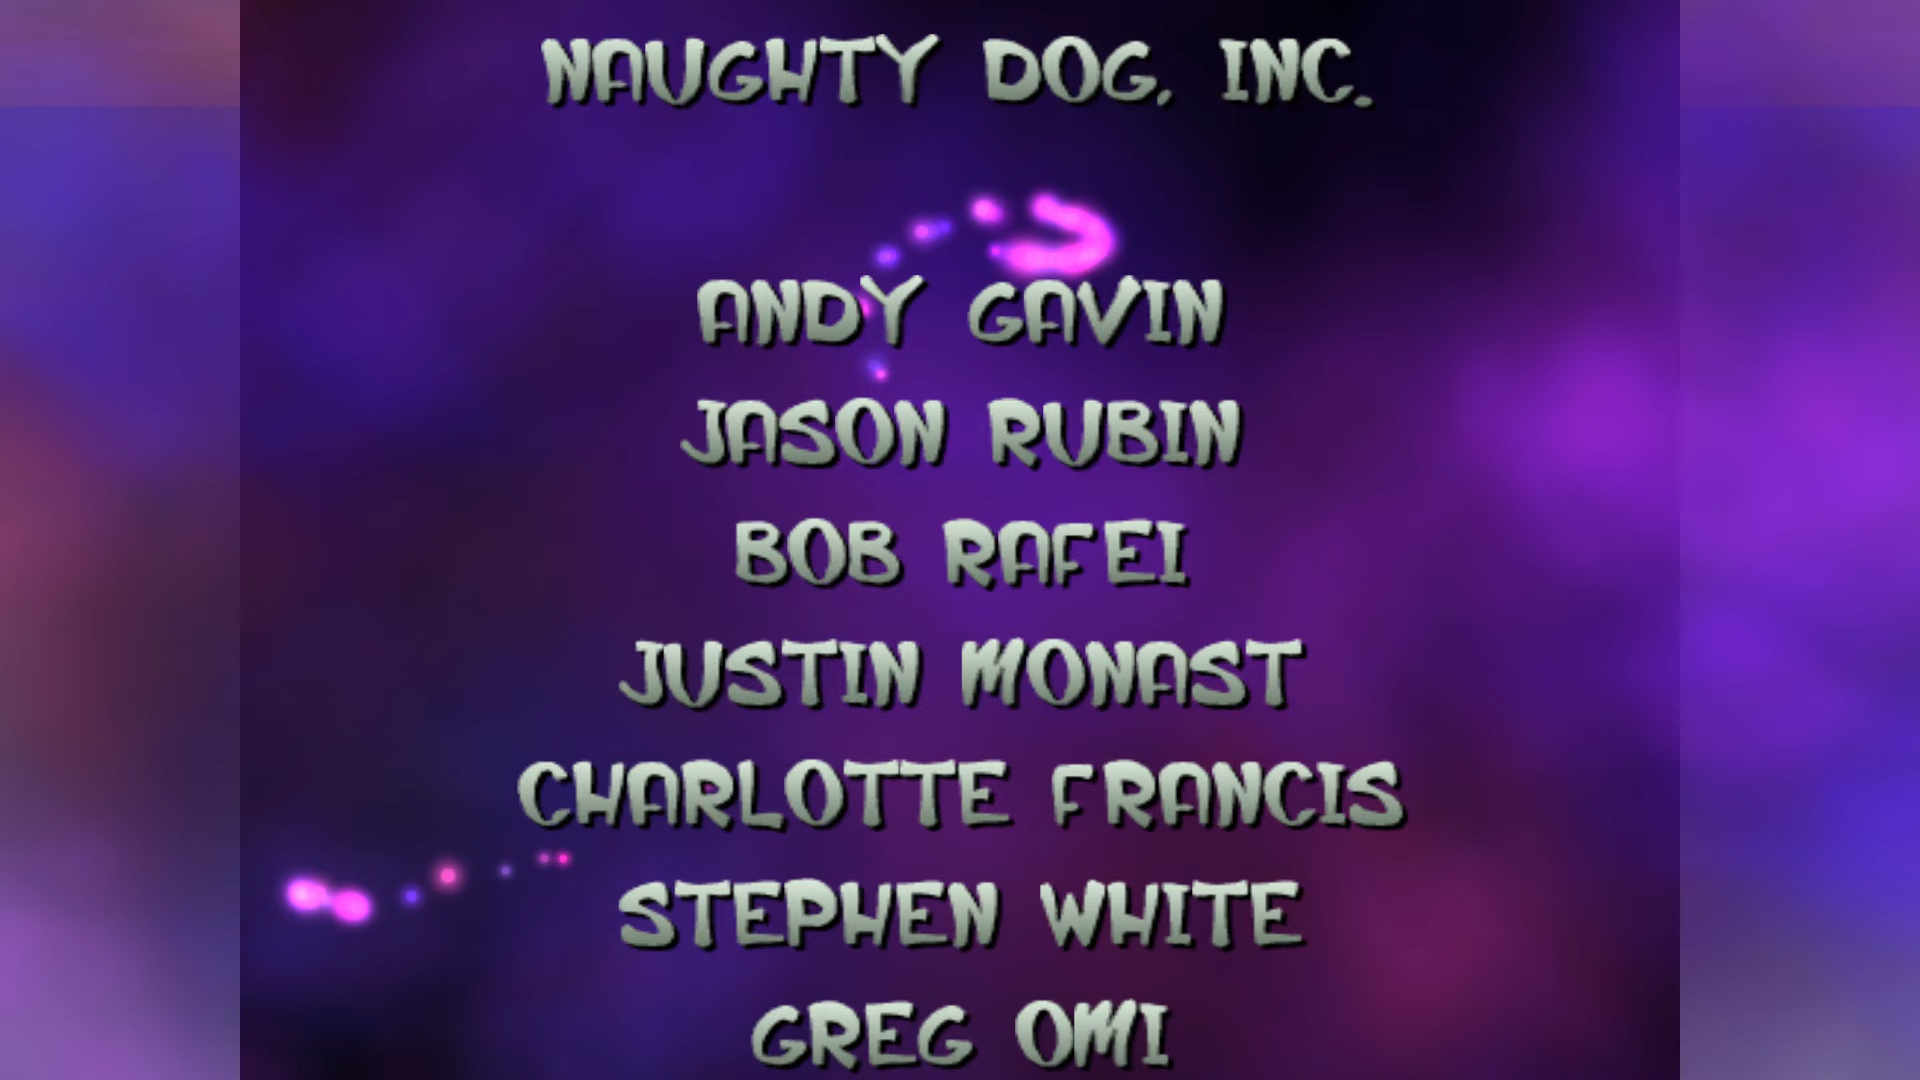 NAUGHTY DOG, INC.
ANDY GAVIN
JASON RUBIN
BOB RAFEI
JUSTIN MONAST
CHARLOTTE FRANCIS
STEPHEN WHITE
GREG OMI